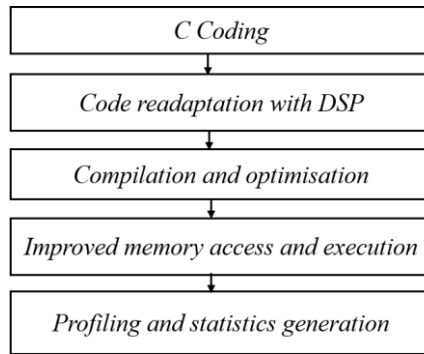 C Coding
Code readaptation with DSP
Compilation and optimisation
Improved memory access and execution
Profiling and statistics generation